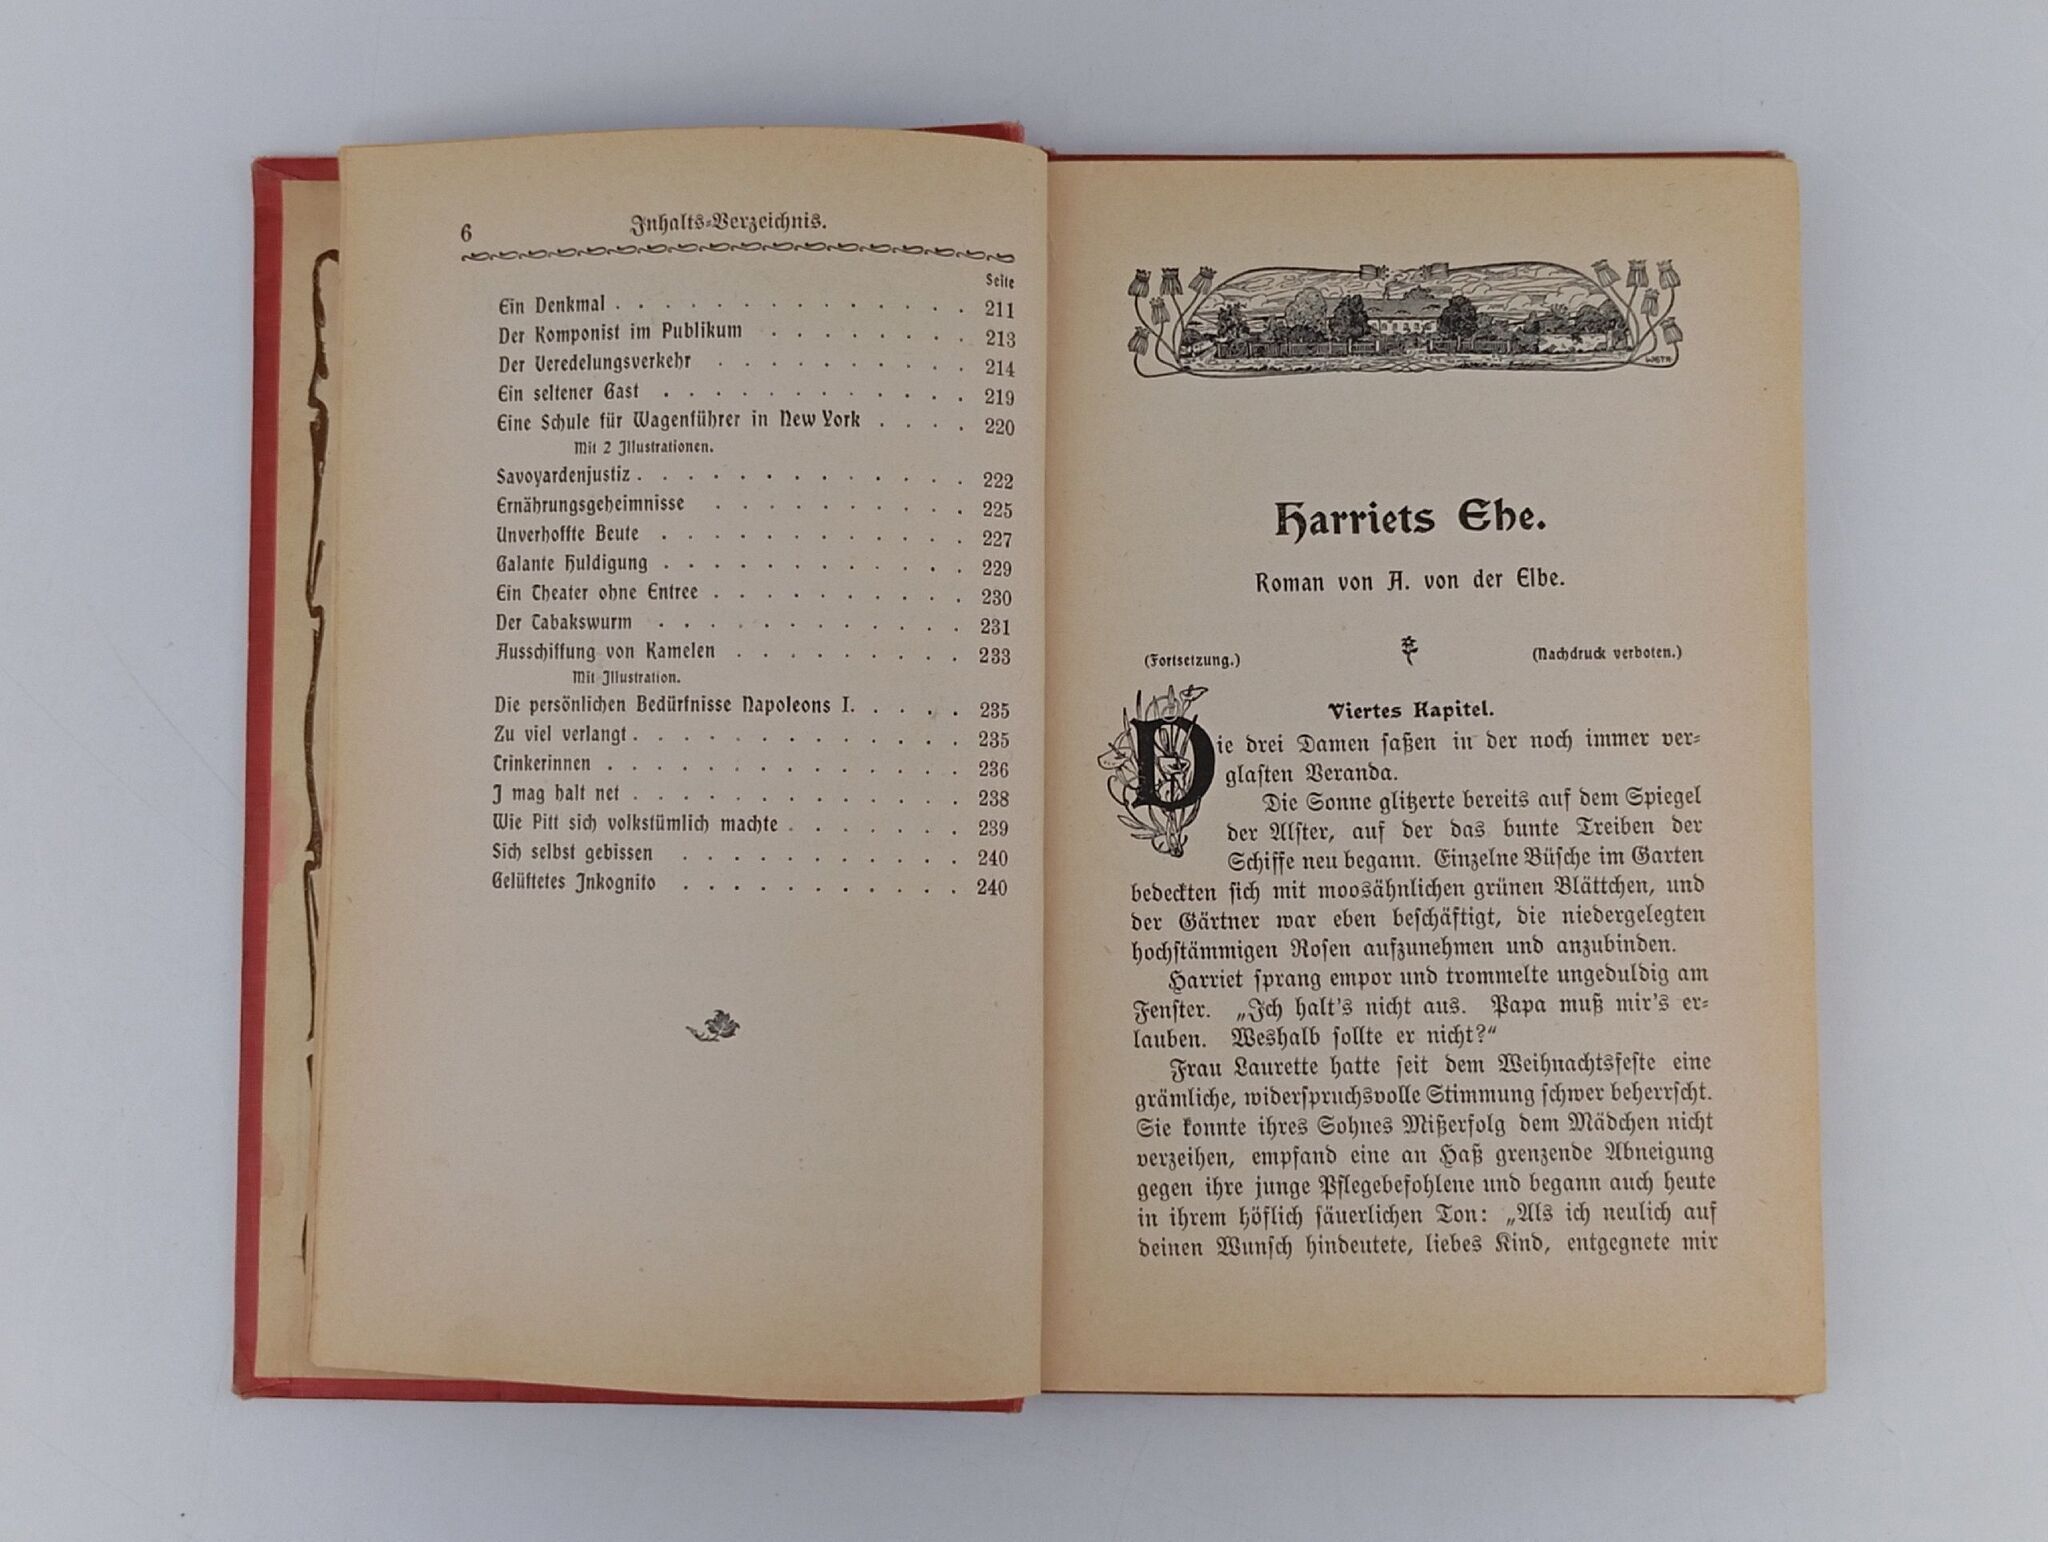 6
Inhalts-Verzeichnis.
Seite
Ein Denkmal . . . . . . . . . . . . . . 211
Der Komponist im Publikum . . . . . . . . 213
Der Veredelungsverkehr . . . . . . . . . . 214
Ein seltener Gast . . . . . . . . . . . . 219
Eine Schule für Wagenführer in New York . . . . 220
Mit 2 Illustrationen.
Savoyardenjustiz . . . . . . . . . . . . . 222
Ernährungsgeheimnisse . . . . . . . . . . 225
Unverhoffte Beute . . . . . . . . . . . . 227
Galante Huldigung . . . . . . . . . . . . 229
Ein Theater ohne Entree . . . . . . . . . . 230
Der Tabakswurm . . . . . . . . . . . . 231
Ausschiffung von Kamelen . . . . . . . . . 233
Mit Illustration.
Die persönlichen Bedürfnisse Napoleons I. . . . . 235
Zu viel verlangt . . . . . . . . . . . . . 235
Trinkerinnen . . . . . . . . . . . . . . 236
I mag halt net . . . . . . . . . . . . . 238
Wie Pitt sich volkstümlich machte . . . . . . . 239
Sich selbst gebissen . . . . . . . . . . . 240
Gelüftetes Inkognito . . . . . . . . . . . 240
Harriets Ehe.
Roman von A. von der Elbe.
(Fortsetzung.) (Nachdruck verboten.)
Viertes Kapitel.
Die drei Damen saßen in der noch immer ver-
glasten Veranda.
Die Sonne glitzerte bereits auf dem Spiegel
der Alster, auf der das bunte Treiben der
Schiffe neu begann. Einzelne Büsche im Garten
bedeckten sich mit moosähnlichen grünen Blättchen, und
der Gärtner war eben beschäftigt, die niedergelegten
hochstämmigen Rosen aufzunehmen und anzubinden.
Harriet sprang empor und trommelte ungeduldig am
Fenster. „Ich halt's nicht aus. Papa muß mir's er-
lauben. Weshalb sollte er nicht?“
Frau Laurette hatte seit dem Weihnachtsfeste eine
grämliche, widerspruchsvolle Stimmung schwer beherrscht.
Sie konnte ihres Sohnes Mißerfolg dem Mädchen nicht
verzeihen, empfand eine an Haß grenzende Abneigung
gegen ihre junge Pflegebefohlene und begann auch heute
in ihrem höflich säuerlichen Ton: „Als ich neulich auf
deinen Wunsch hindeutete, liebes Kind, entgegnete mir